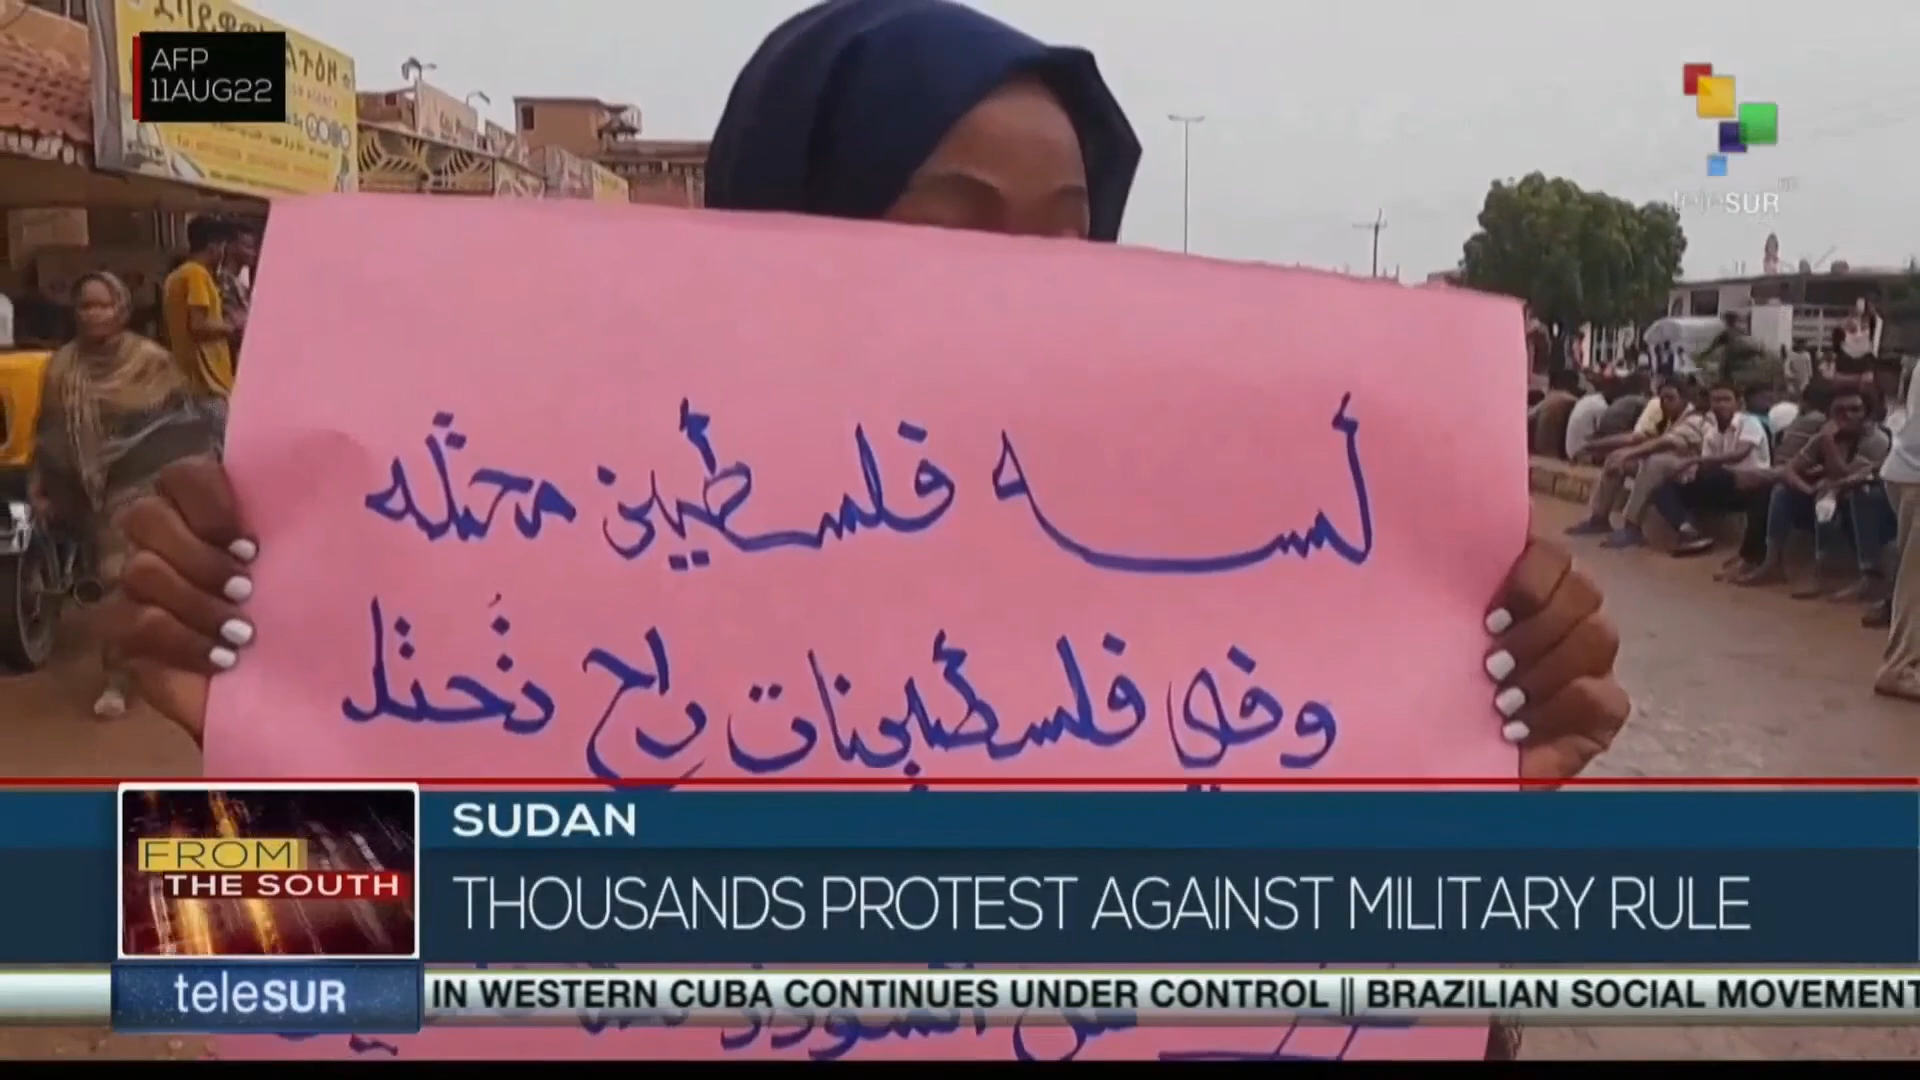 AFP
11AUG22
teleSUR
لسه فلسطين محتله
وفي فلسطينات راح تُحتل
SUDAN
FROM
THE SOUTH
THOUSANDS PROTEST AGAINST MILITARY RULE
teleSUR
IN WESTERN CUBA CONTINUES UNDER CONTROL || BRAZILIAN SOCIAL MOVEMENT